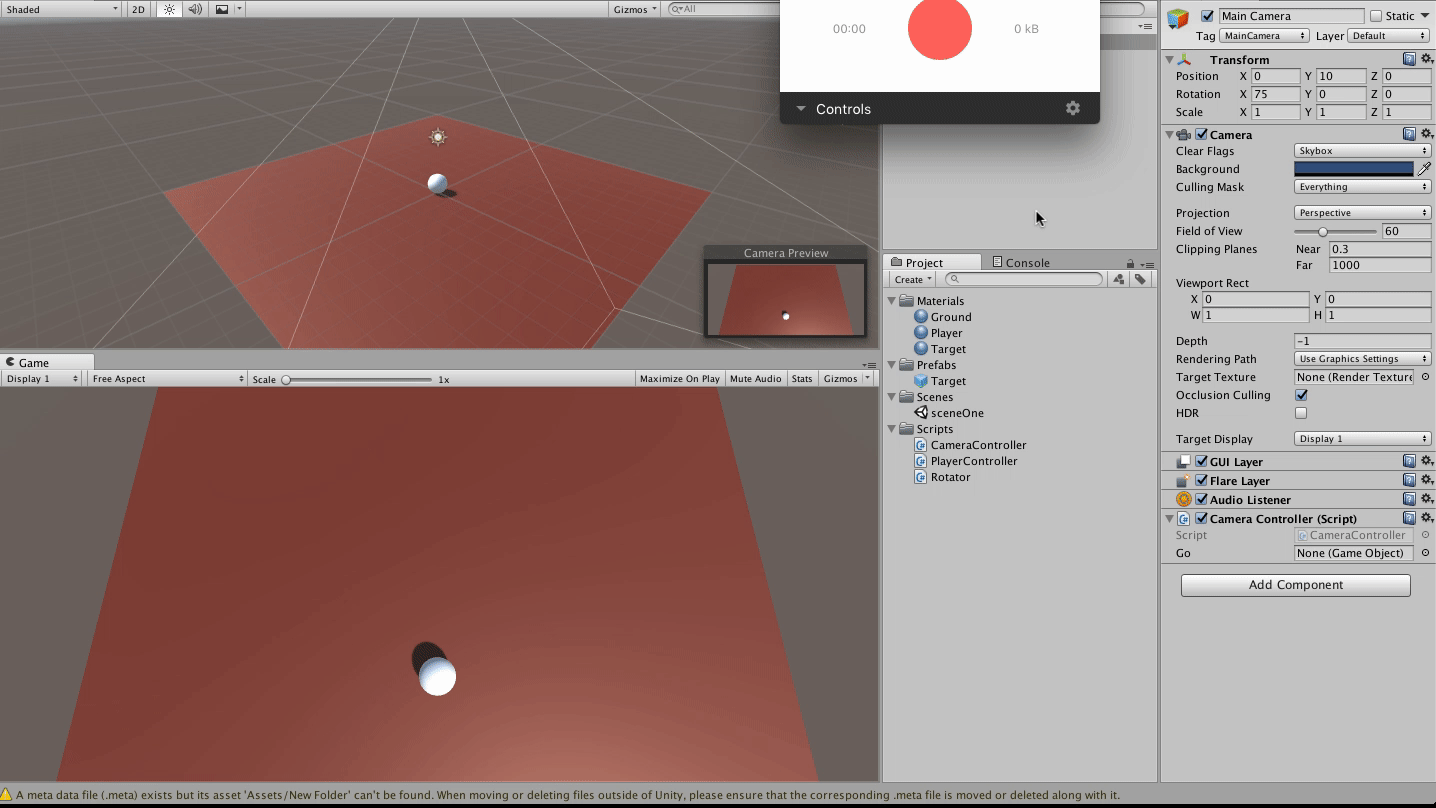 Shaded 2D Gizmos All
00:00 0 kB
Controls
Camera Preview
Game
Display 1 Free Aspect Scale 1x Maximize On Play Mute Audio Stats Gizmos
Project Console
Create
Materials
Ground
Player
Target
Prefabs
Target
Scenes
sceneOne
Scripts
CameraController
PlayerController
Rotator
Main Camera Static
Tag MainCamera Layer Default
Transform
Position X 0 Y 10 Z 0
Rotation X 75 Y 0 Z 0
Scale X 1 Y 1 Z 1
Camera
Clear Flags Skybox
Background
Culling Mask Everything
Projection Perspective
Field of View 60
Clipping Planes Near 0.3
Far 1000
Viewport Rect
X 0 Y 0
W 1 H 1
Depth -1
Rendering Path Use Graphics Settings
Target Texture None (Render Texture
Occlusion Culling
HDR
Target Display Display 1
GUI Layer
Flare Layer
Audio Listener
Camera Controller (Script)
Script CameraController
Go None (Game Object)
Add Component
A meta data file (.meta) exists but its asset 'Assets/New Folder' can't be found. When moving or deleting files outside of Unity, please ensure that the corresponding .meta file is moved or deleted along with it.